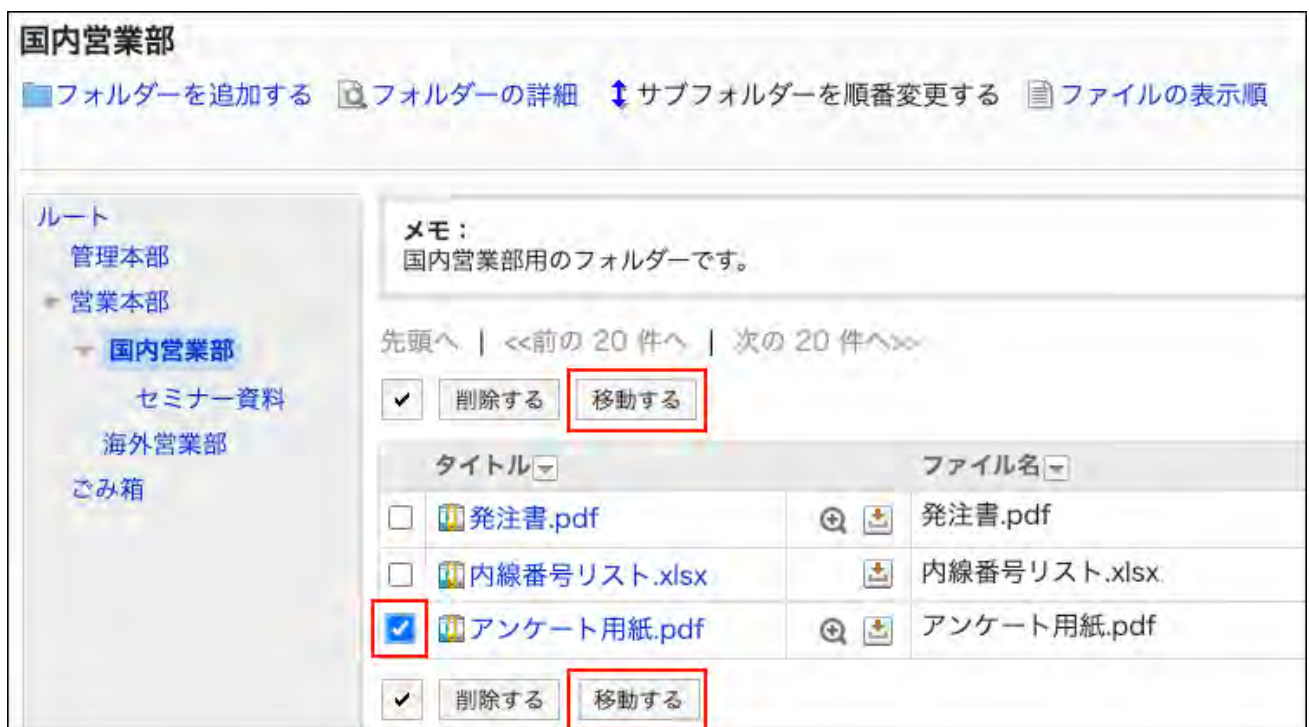 国内営業部
フォルダーを追加する フォルダーの詳細 サブフォルダーを順番変更する ファイルの表示順
ルート
管理本部
営業本部
国内営業部
セミナー資料
海外営業部
ごみ箱
メモ：
国内営業部用のフォルダーです。
先頭へ | <<前の 20 件へ | 次の 20 件へ>>
削除する 移動する
タイトル ファイル名
発注書.pdf 発注書.pdf
内線番号リスト.xlsx 内線番号リスト.xlsx
アンケート用紙.pdf アンケート用紙.pdf
削除する 移動する